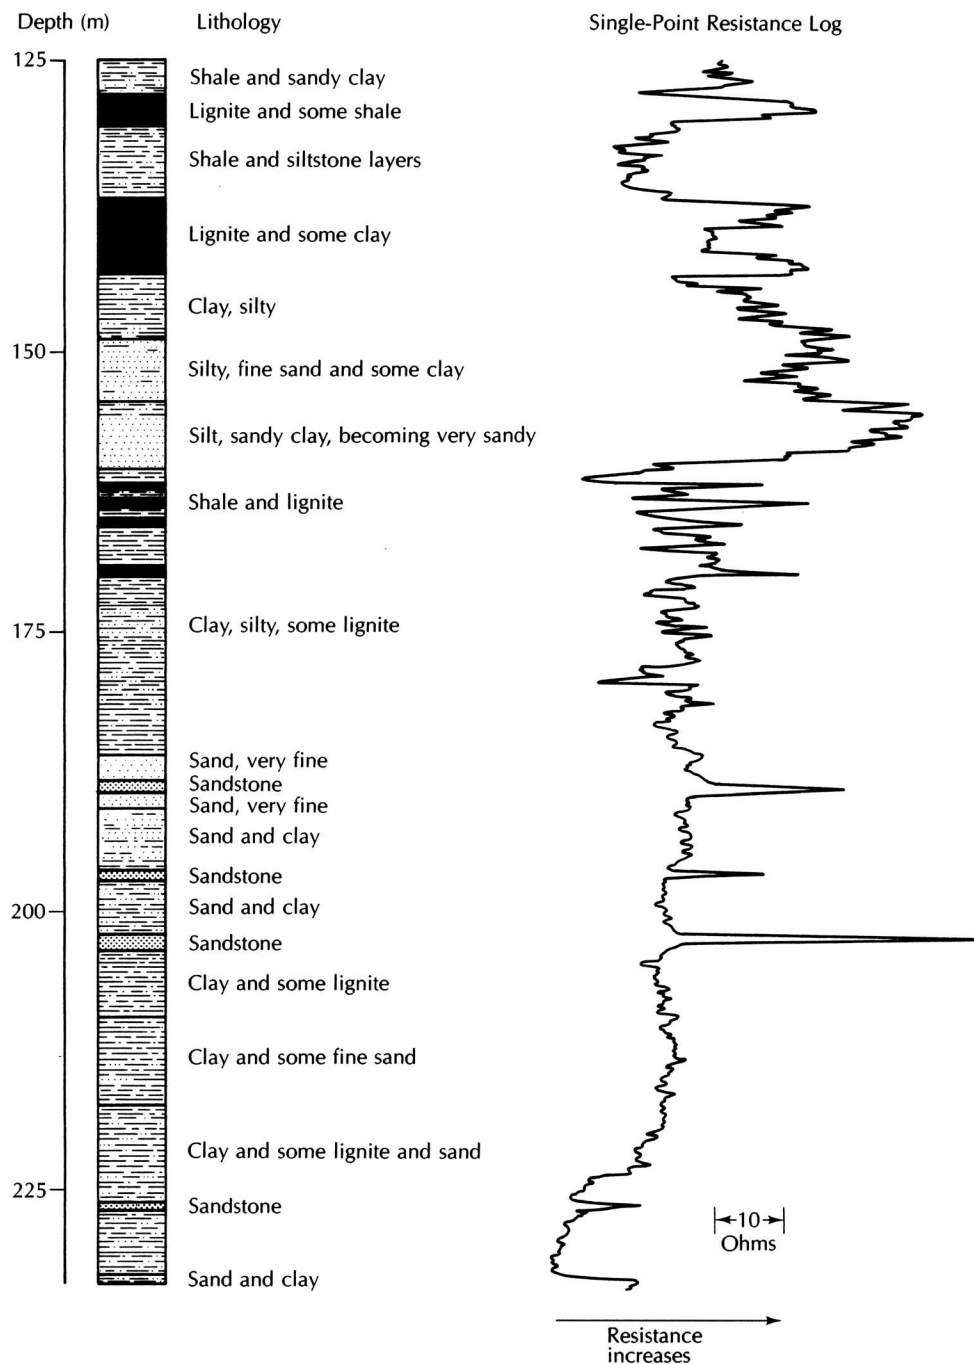 Depth (m) Lithology Single-Point Resistance Log
125
Shale and sandy clay
Lignite and some shale
Shale and siltstone layers
Lignite and some clay
Clay, silty
150
Silty, fine sand and some clay
Silt, sandy clay, becoming very sandy
Shale and lignite
Clay, silty, some lignite
175
Sand, very fine
Sandstone
Sand, very fine
Sand and clay
Sandstone
Sand and clay
200
Sandstone
Clay and some lignite
Clay and some fine sand
Clay and some lignite and sand
225
Sandstone
10
Ohms
Sand and clay
Resistance
increases